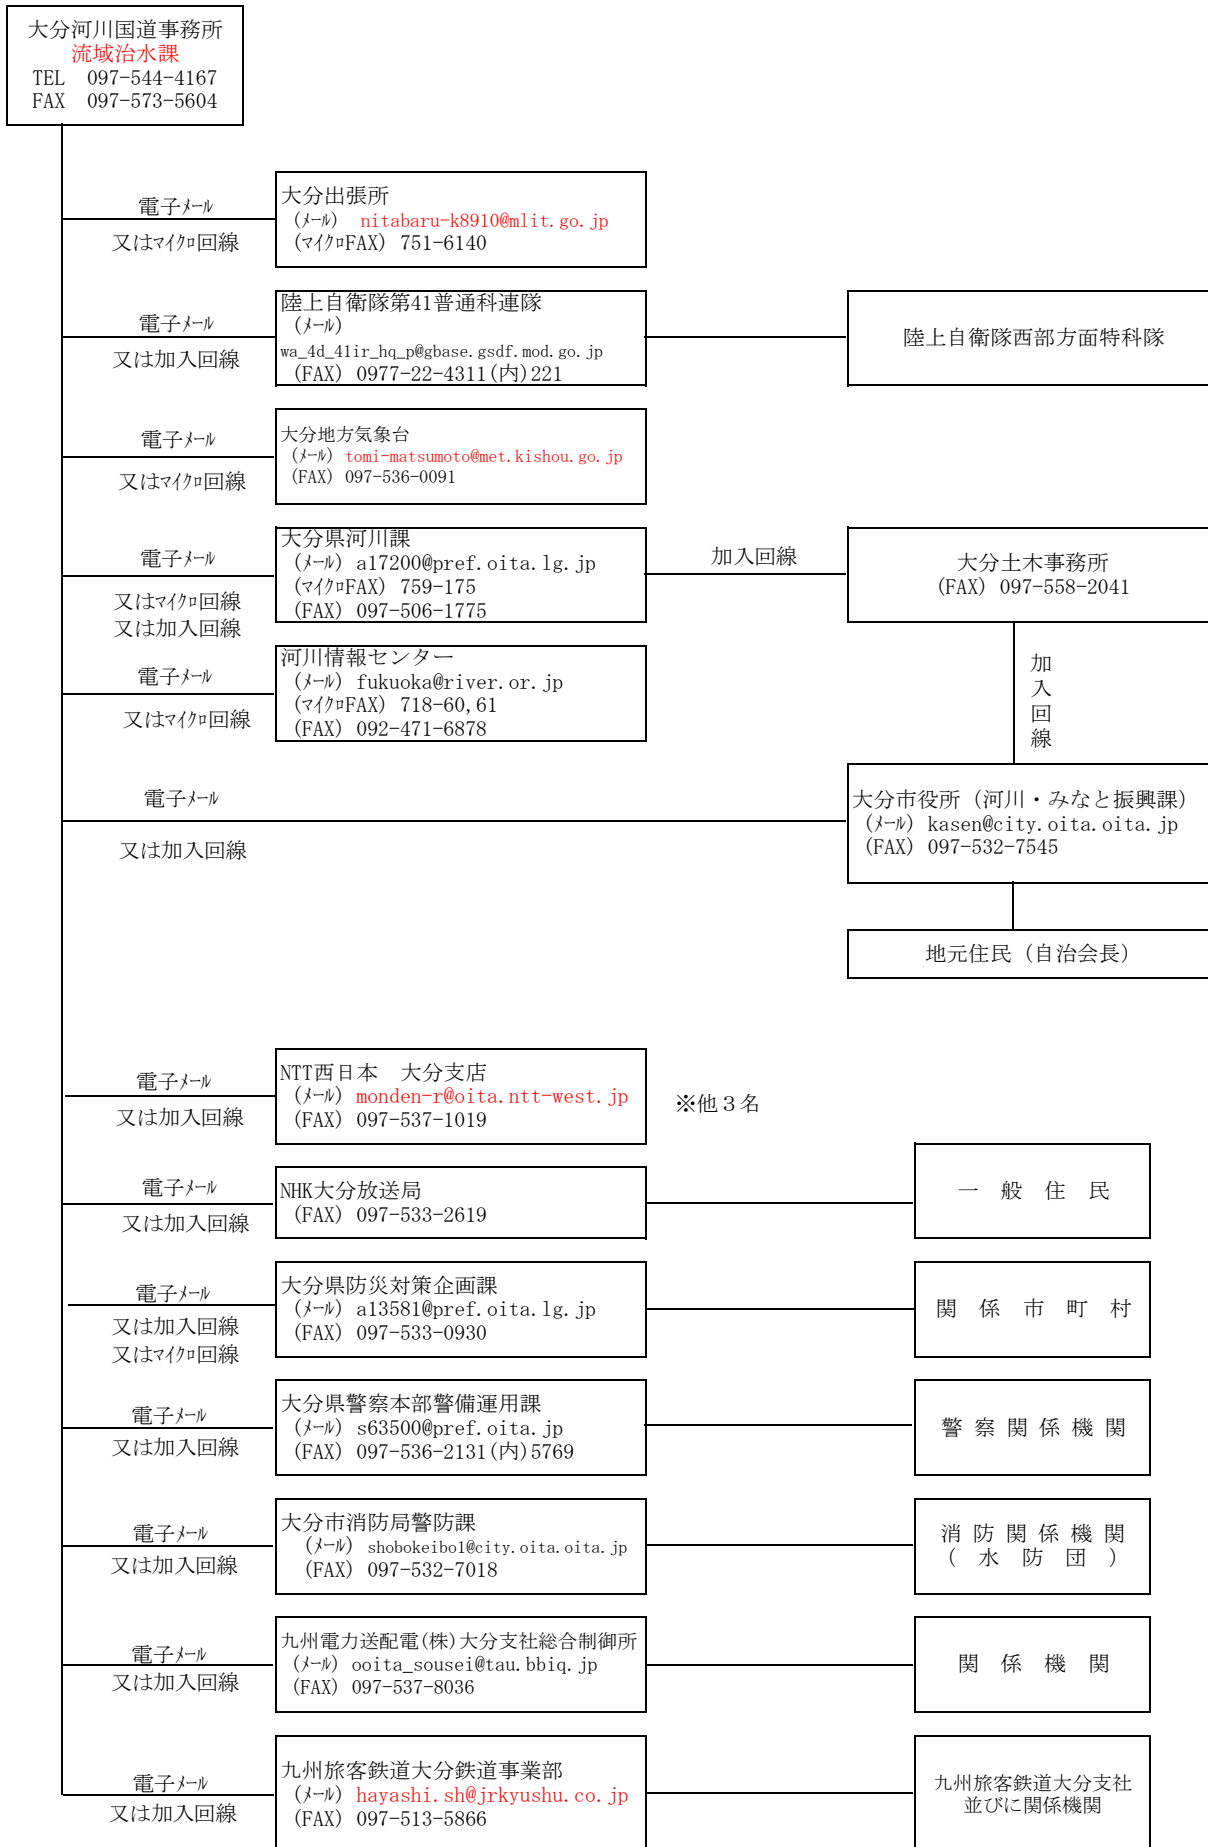 大分河川国道事務所
流域治水課
TEL　097-544-4167
FAX　097-573-5604
電子ﾒｰﾙ
又はﾏｲｸﾛ回線
大分出張所
(ﾒｰﾙ)　nitabaru-k8910@mlit.go.jp
(ﾏｲｸﾛFAX) 751-6140
電子ﾒｰﾙ
又は加入回線
陸上自衛隊第41普通科連隊
(ﾒｰﾙ)
wa_4d_41ir_hq_p@gbase.gsdf.mod.go.jp
(FAX) 0977-22-4311(内)221
陸上自衛隊西部方面特科隊
電子ﾒｰﾙ
又はﾏｲｸﾛ回線
大分地方気象台
(ﾒｰﾙ) tomi-matsumoto@met.kishou.go.jp
(FAX) 097-536-0091
電子ﾒｰﾙ
又はﾏｲｸﾛ回線
又は加入回線
大分県河川課
(ﾒｰﾙ) a17200@pref.oita.lg.jp
(ﾏｲｸﾛFAX) 759-175
(FAX) 097-506-1775
加入回線
大分土木事務所
(FAX) 097-558-2041
電子ﾒｰﾙ
又はﾏｲｸﾛ回線
河川情報センター
(ﾒｰﾙ) fukuoka@river.or.jp
(ﾏｲｸﾛFAX) 718-60,61
(FAX) 092-471-6878
加入回線
電子ﾒｰﾙ
又は加入回線
大分市役所（河川・みなと振興課）
(ﾒｰﾙ) kasen@city.oita.oita.jp
(FAX) 097-532-7545
地元住民（自治会長）
電子ﾒｰﾙ
又は加入回線
NTT西日本　大分支店
(ﾒｰﾙ) monden-r@oita.ntt-west.jp
(FAX) 097-537-1019
※他３名
電子ﾒｰﾙ
又は加入回線
NHK大分放送局
(FAX) 097-533-2619
一　般　住　民
電子ﾒｰﾙ
又は加入回線
又はﾏｲｸﾛ回線
大分県防災対策企画課
(ﾒｰﾙ) a13581@pref.oita.lg.jp
(FAX) 097-533-0930
関　係　市　町　村
電子ﾒｰﾙ
又は加入回線
大分県警察本部警備運用課
(ﾒｰﾙ) s63500@pref.oita.jp
(FAX) 097-536-2131(内)5769
警 察 関 係 機 関
電子ﾒｰﾙ
又は加入回線
大分市消防局警防課
(ﾒｰﾙ) shobokeibo1@city.oita.oita.jp
(FAX) 097-532-7018
消 防 関 係 機 関
(　水　防　団　)
電子ﾒｰﾙ
又は加入回線
九州電力送配電(株)大分支社総合制御所
(ﾒｰﾙ) ooita_sousei@tau.bbiq.jp
(FAX) 097-537-8036
関　係　機　関
電子ﾒｰﾙ
又は加入回線
九州旅客鉄道大分鉄道事業部
(ﾒｰﾙ) hayashi.sh@jrkyushu.co.jp
(FAX) 097-513-5866
九州旅客鉄道大分支社
並びに関係機関